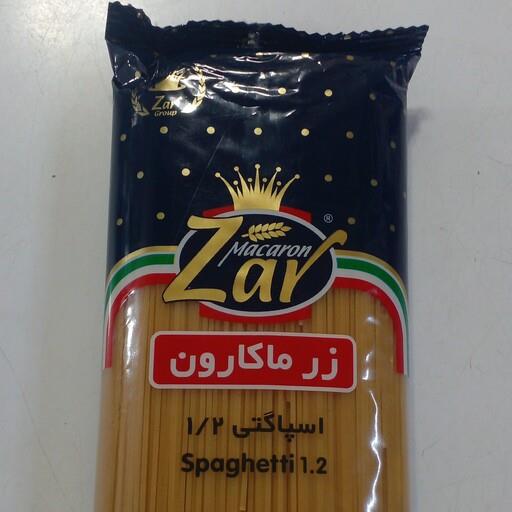 Zar
Group
Macaron
Zar
®
زر ماکارون
اسپاگتی ۱/۲
Spaghetti 1.2